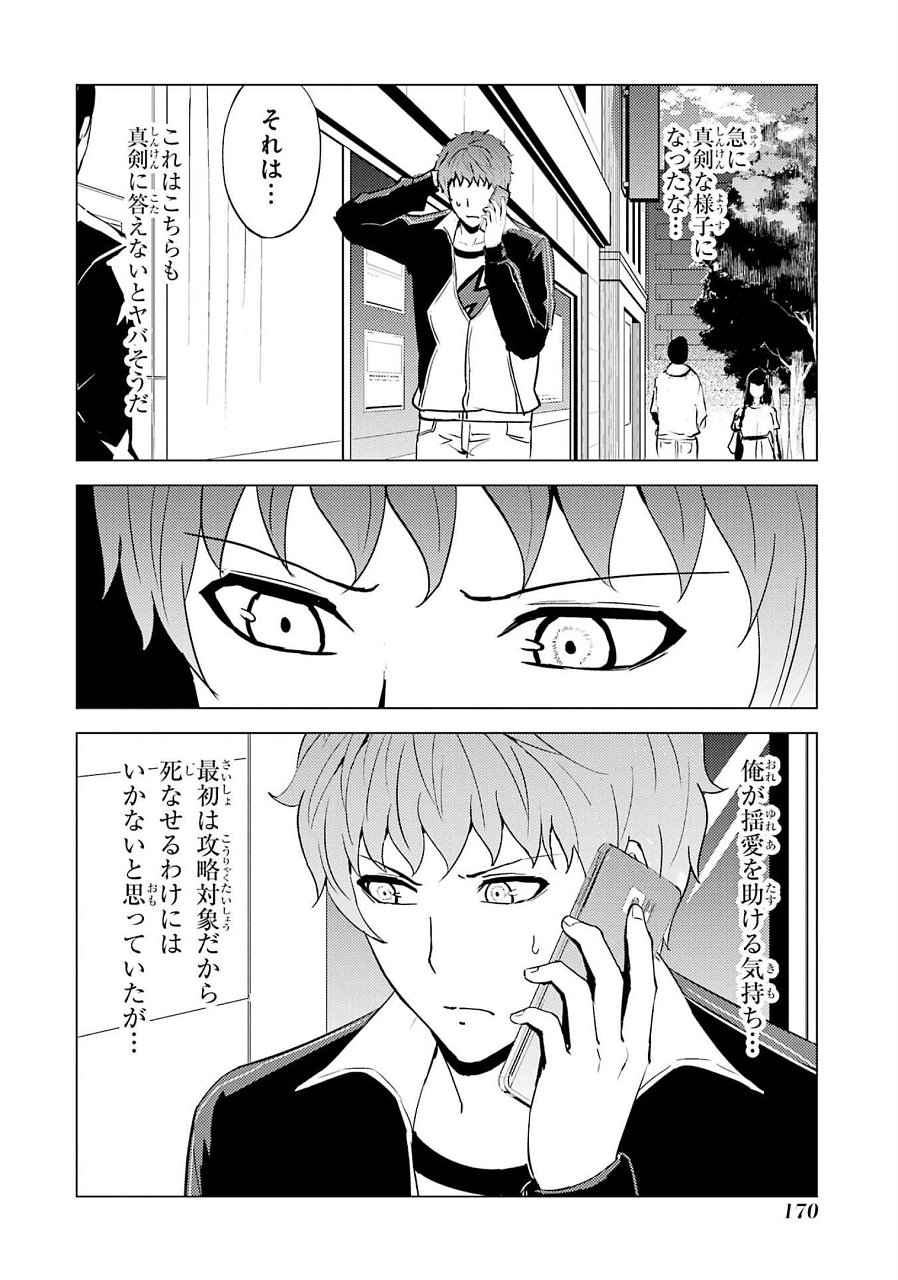 急に
真剣な様子に
なったな…
それは…
これはこちらも
真剣に答えないとヤバそうだ
俺が揺愛を助ける気持ち…
最初は攻略対象だから
死なせるわけには
いかないと思っていたが…
170